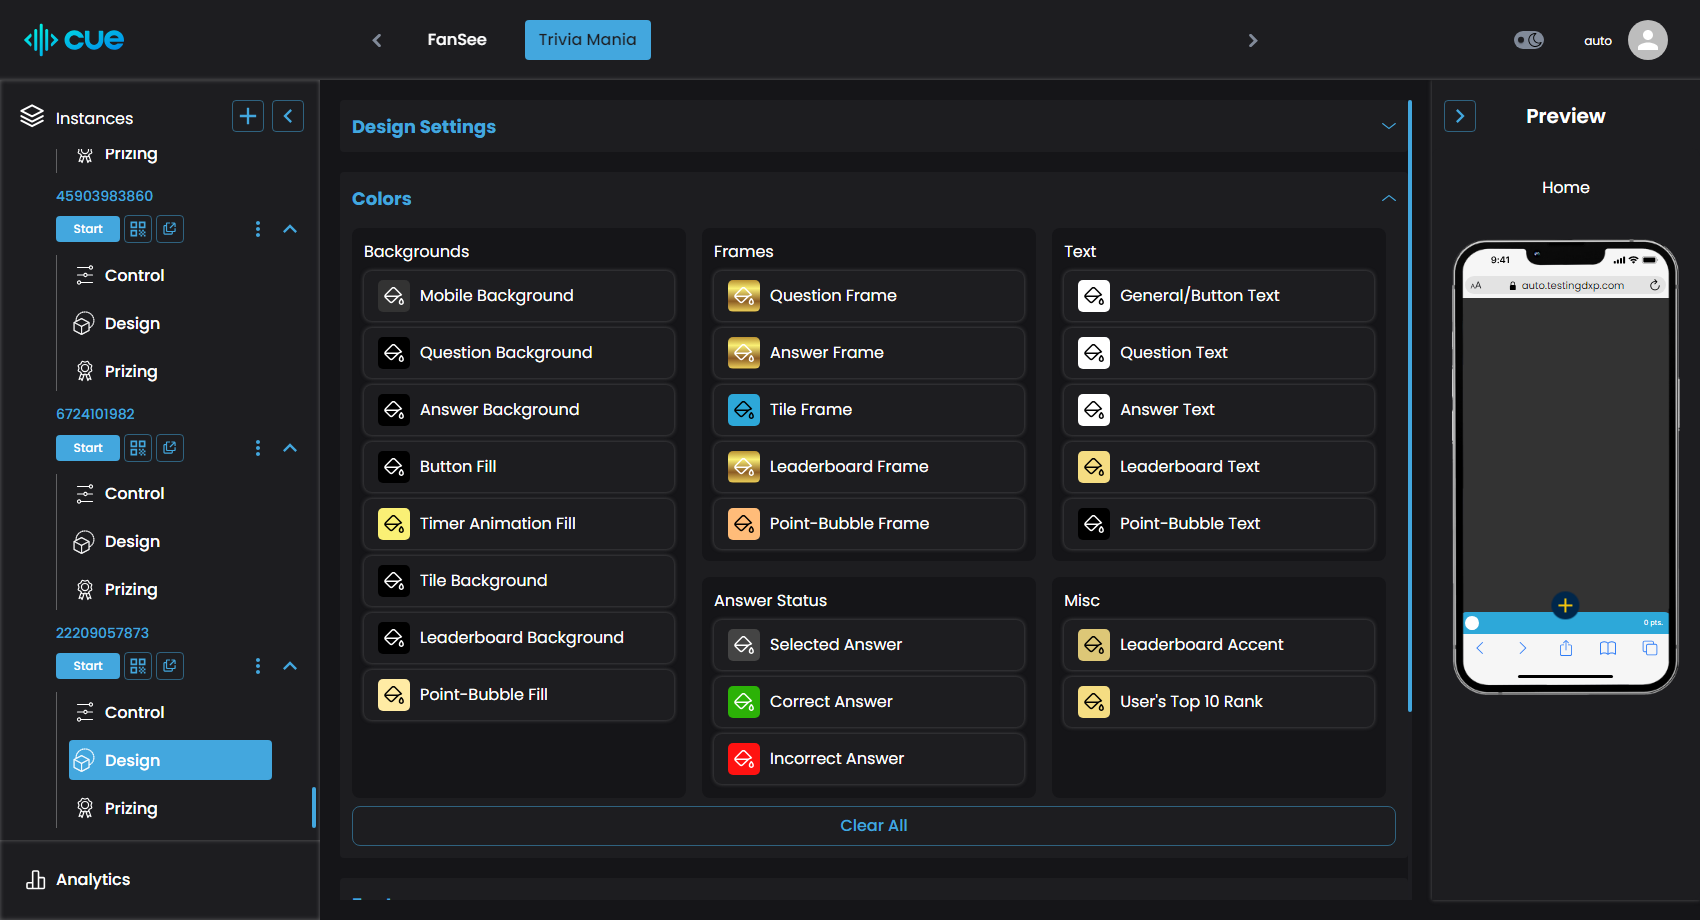 cue
FanSee
Trivia Mania
auto
Instances
Prizing
45903983860
Start
Control
Design
Prizing
6724101982
Start
Control
Design
Prizing
22209057873
Start
Control
Design
Prizing
Analytics
Design Settings
Colors
Backgrounds
Mobile Background
Question Background
Answer Background
Button Fill
Timer Animation Fill
Tile Background
Leaderboard Background
Point-Bubble Fill
Frames
Question Frame
Answer Frame
Tile Frame
Leaderboard Frame
Point-Bubble Frame
Text
General/Button Text
Question Text
Answer Text
Leaderboard Text
Point-Bubble Text
Answer Status
Selected Answer
Correct Answer
Incorrect Answer
Misc
Leaderboard Accent
User's Top 10 Rank
Clear All
Preview
Home
9:41
AA
auto.testingdxp.com
0 pts.